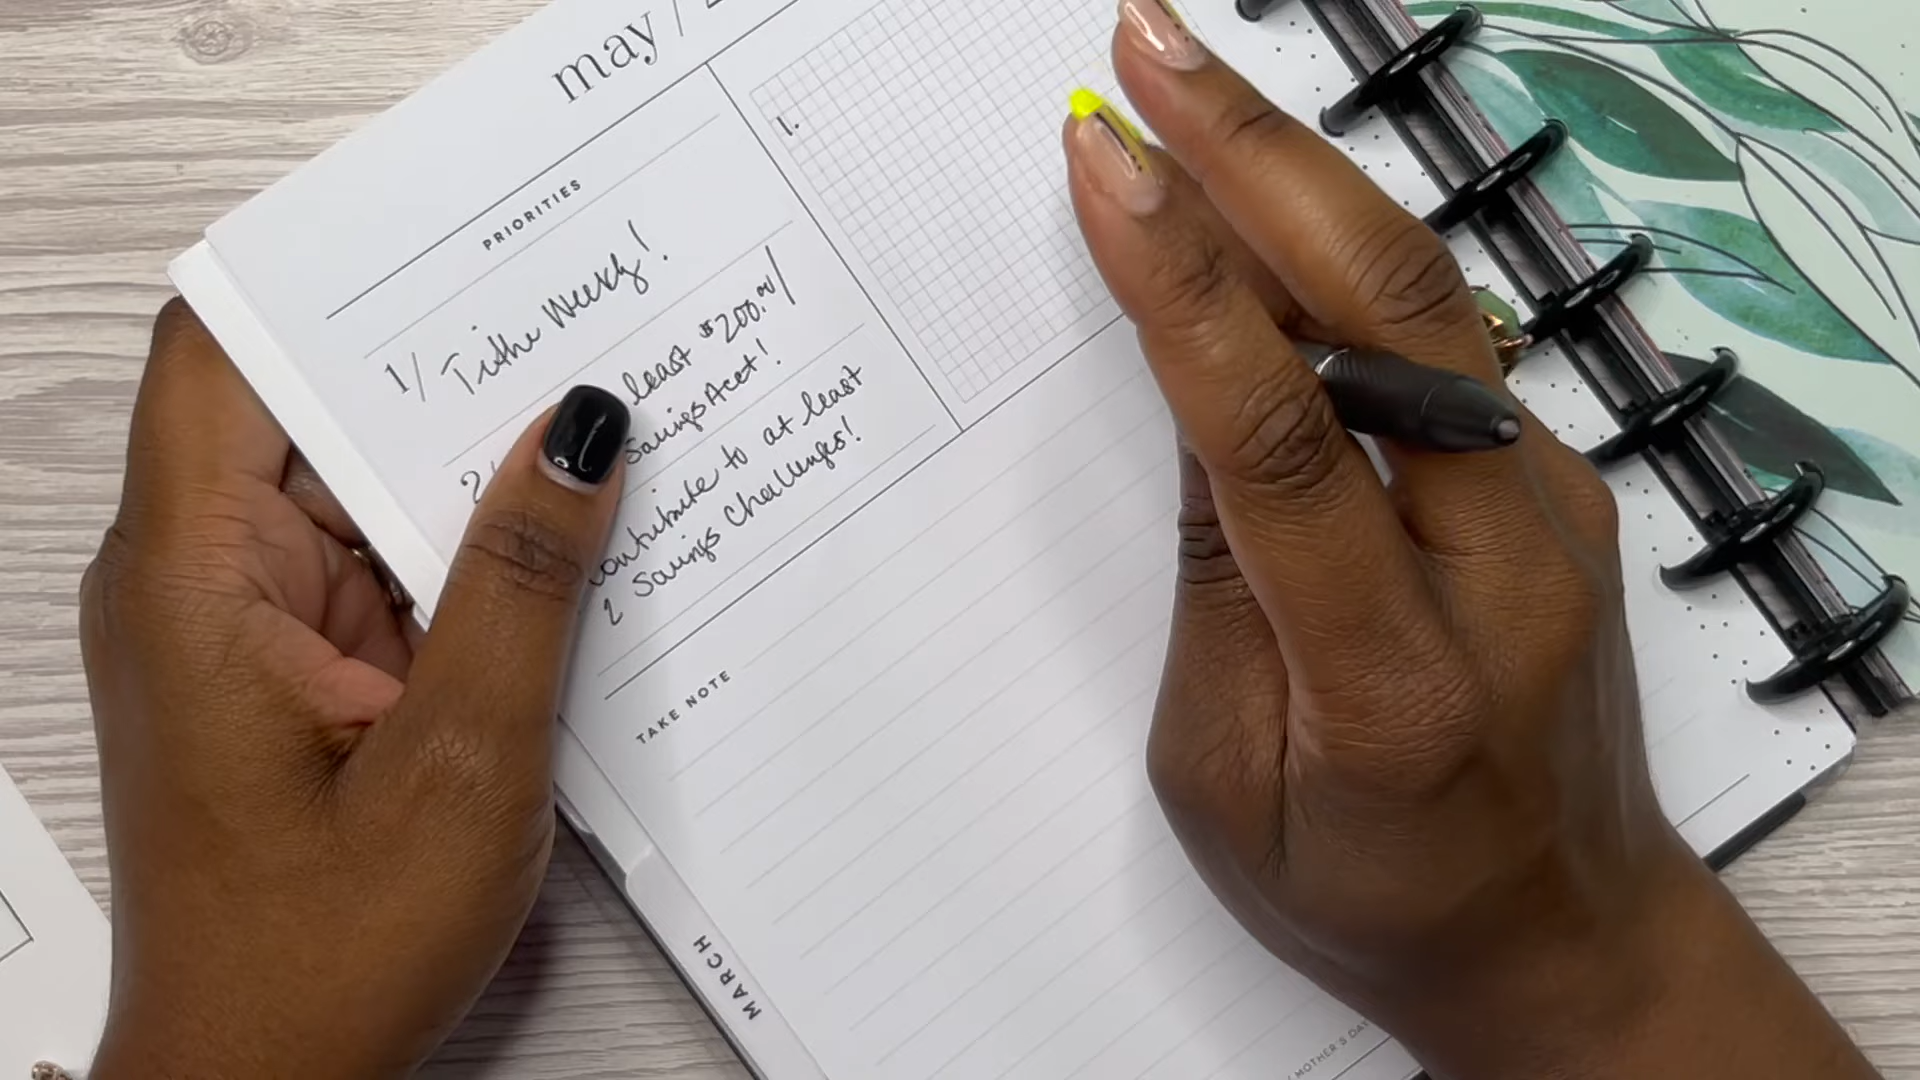 may /
PRIORITIES
1/ Tithe Weekly!
2/ least $200.00/
Savings Acct!
Contribute to at least
2 Savings Challenges!
1.
TAKE NOTE
MARCH
/ MOTHER'S DAY